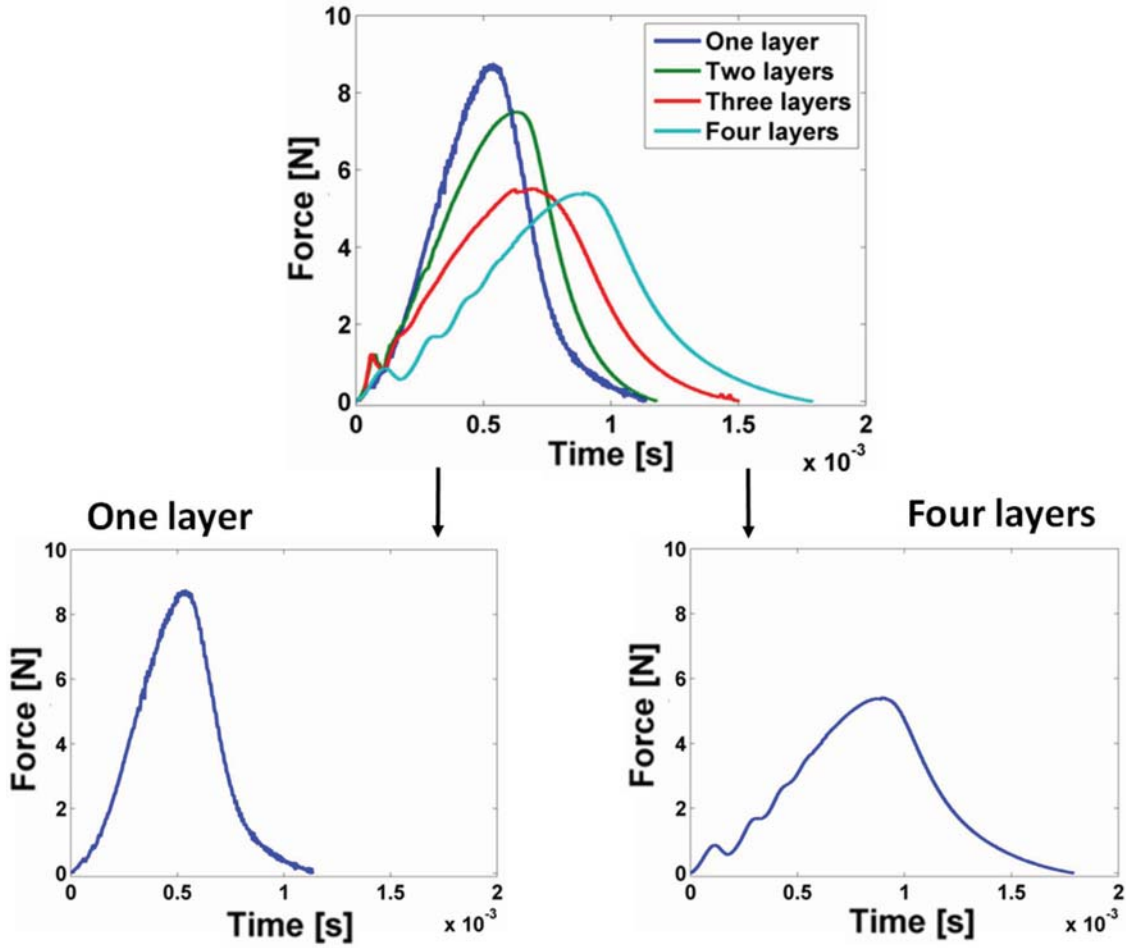 10
8
6
4
2
0
Force [N]
One layer
Two layers
Three layers
Four layers
0 0.5 1 1.5 2
Time [s]
x 10-3
One layer
10
8
6
4
2
0
Force [N]
0 0.5 1 1.5 2
Time [s]
x 10-3
Four layers
10
8
6
4
2
0
Force [N]
0 0.5 1 1.5 2
Time [s]
x 10-3